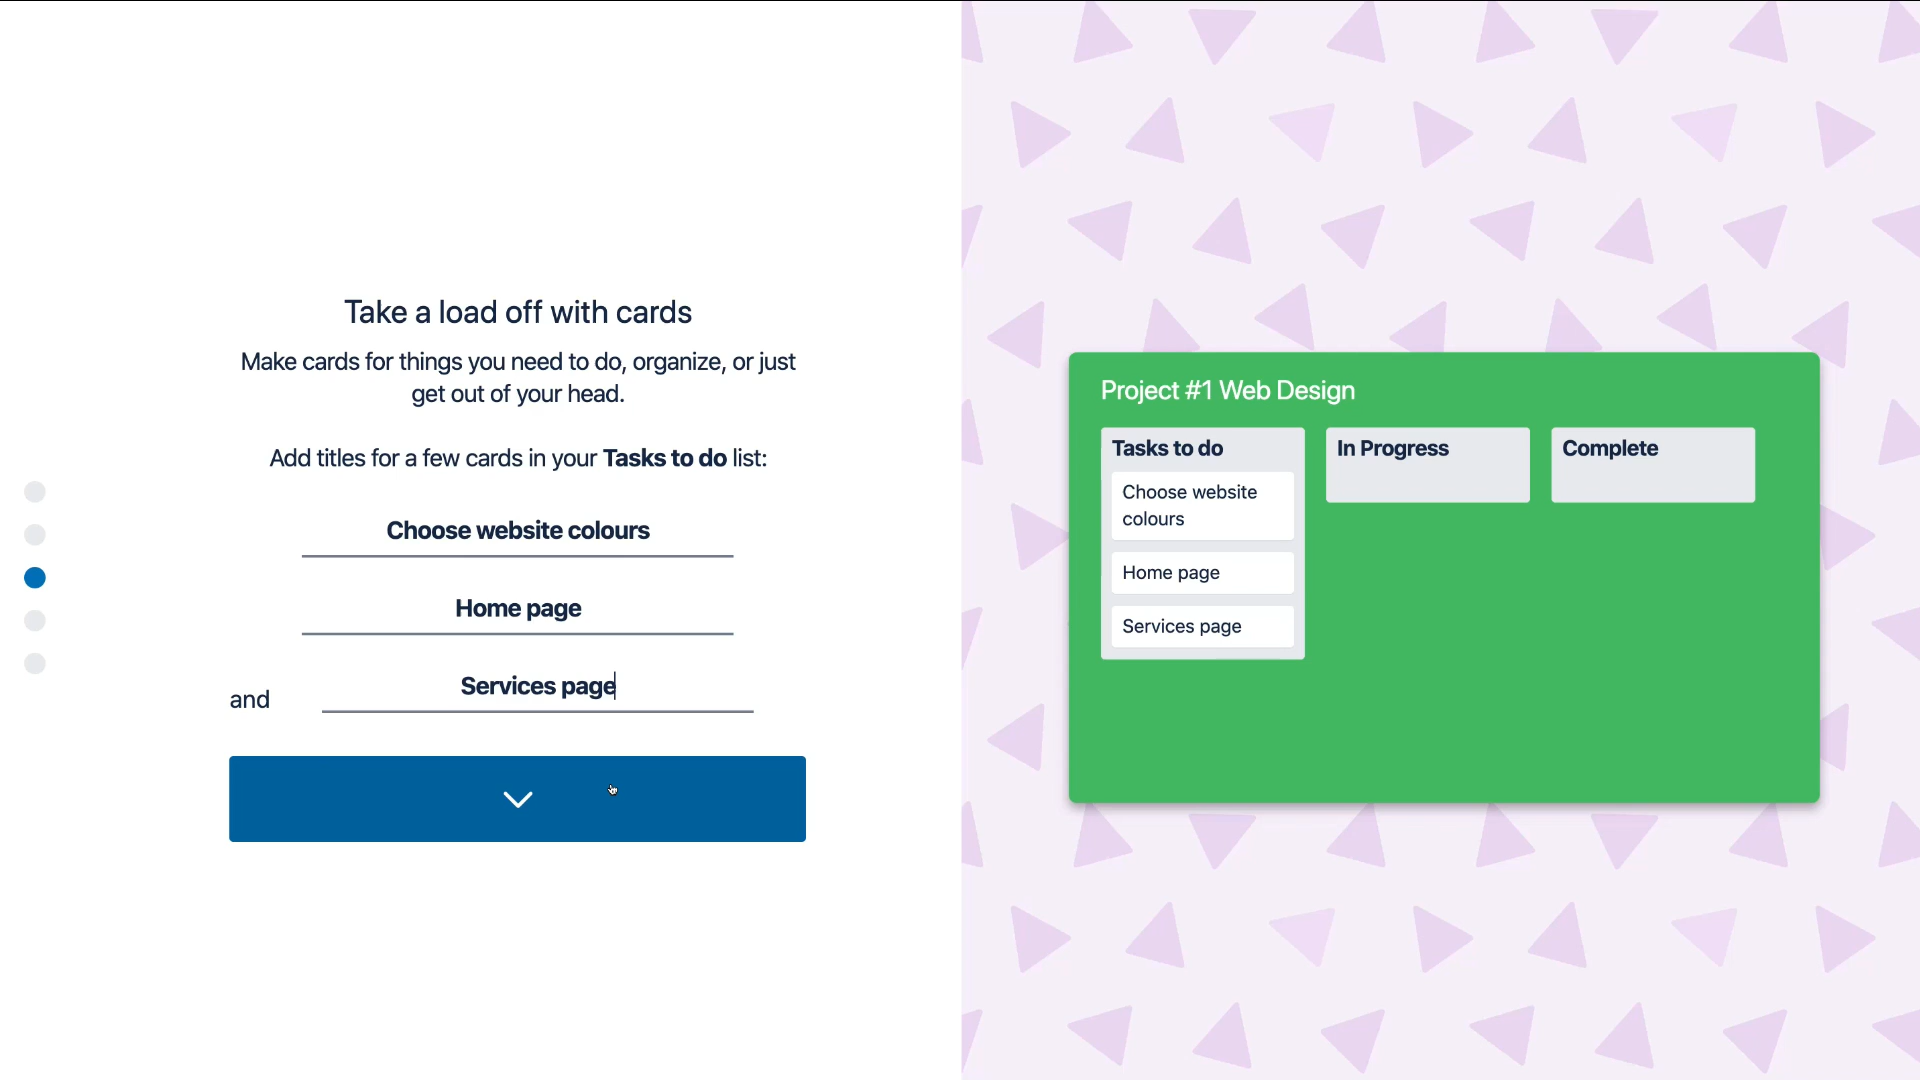 Take a load off with cards
Make cards for things you need to do, organize, or just
get out of your head.
Add titles for a few cards in your Tasks to do list:
Choose website colours
Home page
and Services page
Project #1 Web Design
Tasks to do
Choose website
colours
Home page
Services page
In Progress
Complete